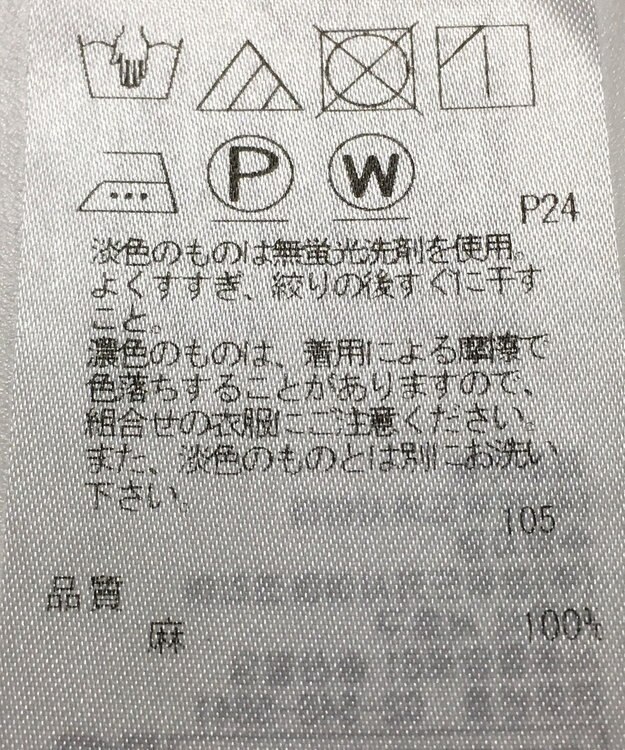 P W
P24
淡色のものは無蛍光洗剤を使用。
よくすすぎ、絞りの後すぐに干す
こと。
濃色のものは、着用による摩擦で
色落ちすることがありますので、
組合せの衣服にご注意ください。
また、淡色のものとは別にお洗い
下さい。
105
品質
麻 100%